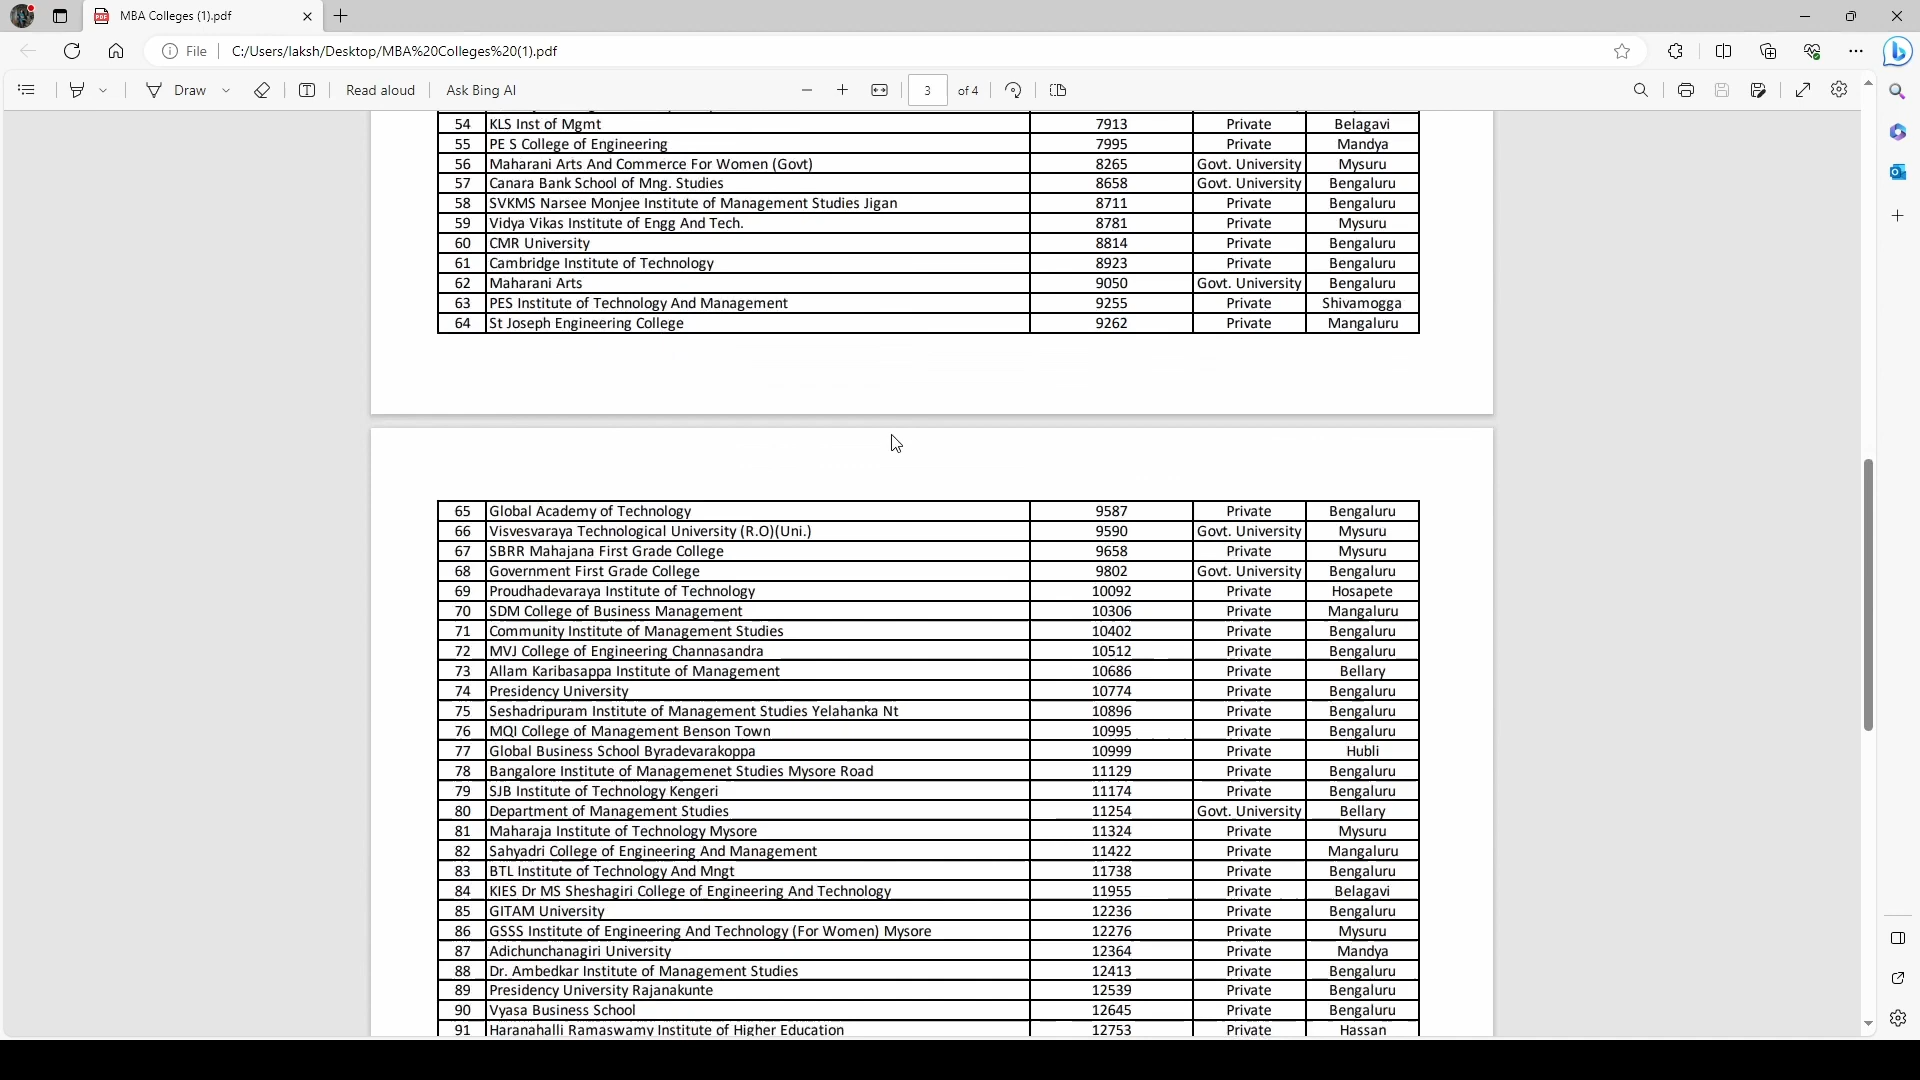 MBA Colleges (1).pdf
File C:/Users/laksh/Desktop/MBA%20Colleges%20(1).pdf
Draw Read aloud Ask Bing AI 3 of 4
54 KLS Inst of Mgmt 7913 Private Belagavi
55 PE S College of Engineering 7995 Private Mandya
56 Maharani Arts And Commerce For Women (Govt) 8265 Govt. University Mysuru
57 Canara Bank School of Mng. Studies 8658 Govt. University Bengaluru
58 SVKMS Narsee Monjee Institute of Management Studies Jigan 8711 Private Bengaluru
59 Vidya Vikas Institute of Engg And Tech. 8781 Private Mysuru
60 CMR University 8814 Private Bengaluru
61 Cambridge Institute of Technology 8923 Private Bengaluru
62 Maharani Arts 9050 Govt. University Bengaluru
63 PES Institute of Technology And Management 9255 Private Shivamogga
64 St Joseph Engineering College 9262 Private Mangaluru
65 Global Academy of Technology 9587 Private Bengaluru
66 Visvesvaraya Technological University (R.O)(Uni.) 9590 Govt. University Mysuru
67 SBRR Mahajana First Grade College 9658 Private Mysuru
68 Government First Grade College 9802 Govt. University Bengaluru
69 Proudhadevaraya Institute of Technology 10092 Private Hosapete
70 SDM College of Business Management 10306 Private Mangaluru
71 Community Institute of Management Studies 10402 Private Bengaluru
72 MVJ College of Engineering Channasandra 10512 Private Bengaluru
73 Allam Karibasappa Institute of Management 10686 Private Bellary
74 Presidency University 10774 Private Bengaluru
75 Seshadripuram Institute of Management Studies Yelahanka Nt 10896 Private Bengaluru
76 MQI College of Management Benson Town 10995 Private Bengaluru
77 Global Business School Byradevarakoppa 10999 Private Hubli
78 Bangalore Institute of Managemenet Studies Mysore Road 11129 Private Bengaluru
79 SJB Institute of Technology Kengeri 11174 Private Bengaluru
80 Department of Management Studies 11254 Govt. University Bellary
81 Maharaja Institute of Technology Mysore 11324 Private Mysuru
82 Sahyadri College of Engineering And Management 11422 Private Mangaluru
83 BTL Institute of Technology And Mngt 11738 Private Bengaluru
84 KIES Dr MS Sheshagiri College of Engineering And Technology 11955 Private Belagavi
85 GITAM University 12236 Private Bengaluru
86 GSSS Institute of Engineering And Technology (For Women) Mysore 12276 Private Mysuru
87 Adichunchanagiri University 12364 Private Mandya
88 Dr. Ambedkar Institute of Management Studies 12413 Private Bengaluru
89 Presidency University Rajanakunte 12539 Private Bengaluru
90 Vyasa Business School 12645 Private Bengaluru
91 Haranahalli Ramaswamy Institute of Higher Education 12753 Private Hassan